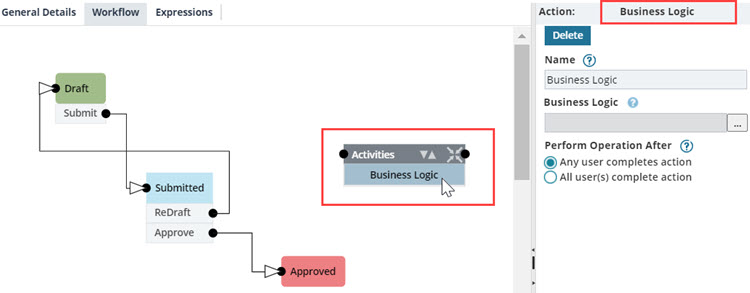 General Details Workflow Expressions
Draft
Submit
Submitted
ReDraft
Approve
Approved
Activities
Business Logic
Action: Business Logic
Delete
Name ?
Business Logic
Business Logic ?
...
Perform Operation After ?
Any user completes action
All user(s) complete action